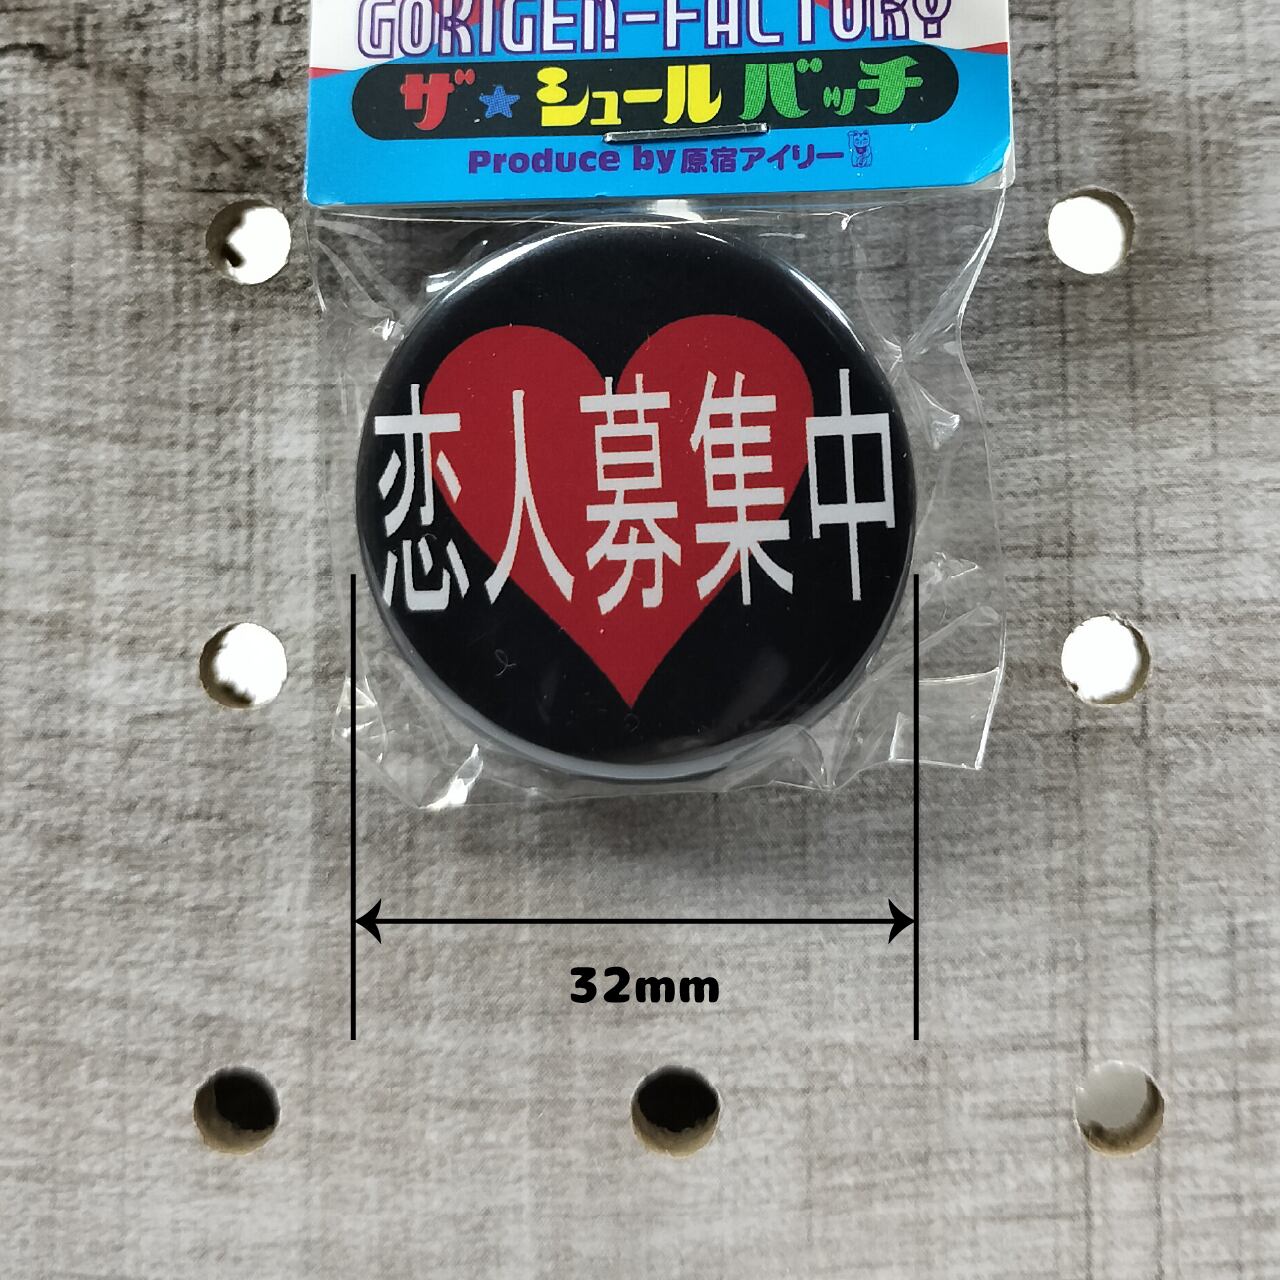 GOKIGEN-FACTORY
ザ★シュールバッチ
Produce by 原宿アイリー
恋人募集中
32mm